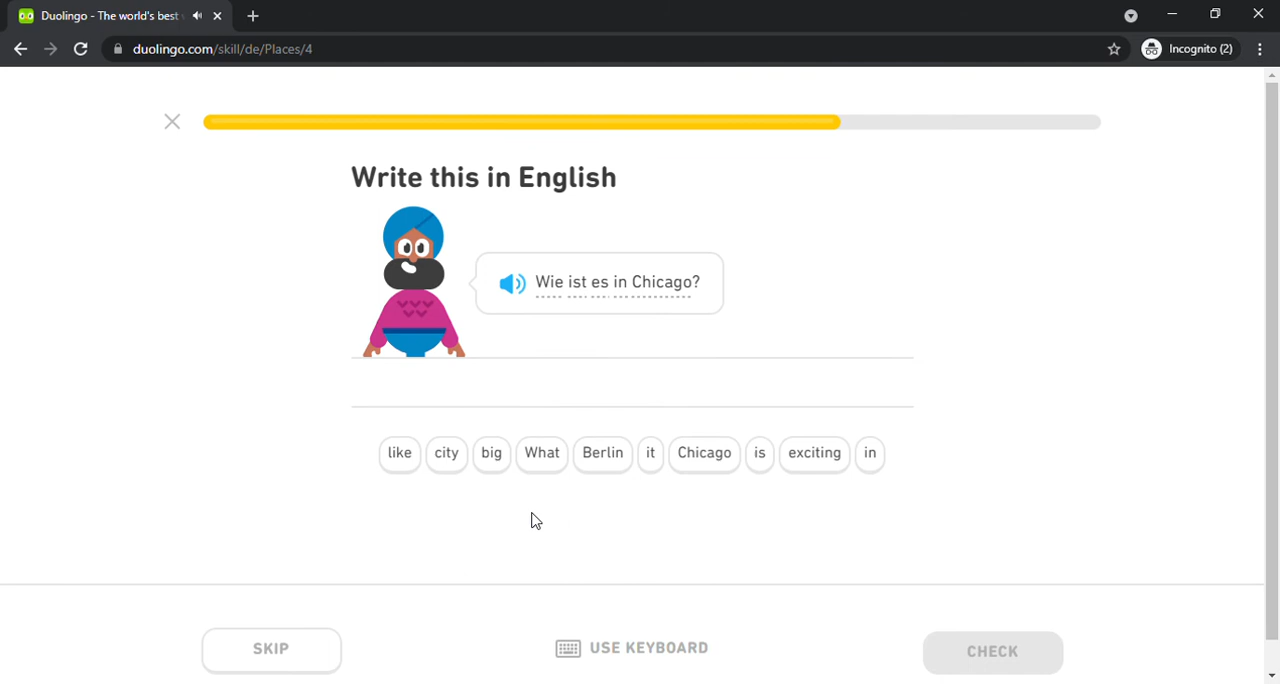 Duolingo - The world's best
duolingo.com/skill/de/Places/4
Incognito (2)
Write this in English
Wie ist es in Chicago?
like city big What Berlin it Chicago is exciting in
SKIP
USE KEYBOARD
CHECK